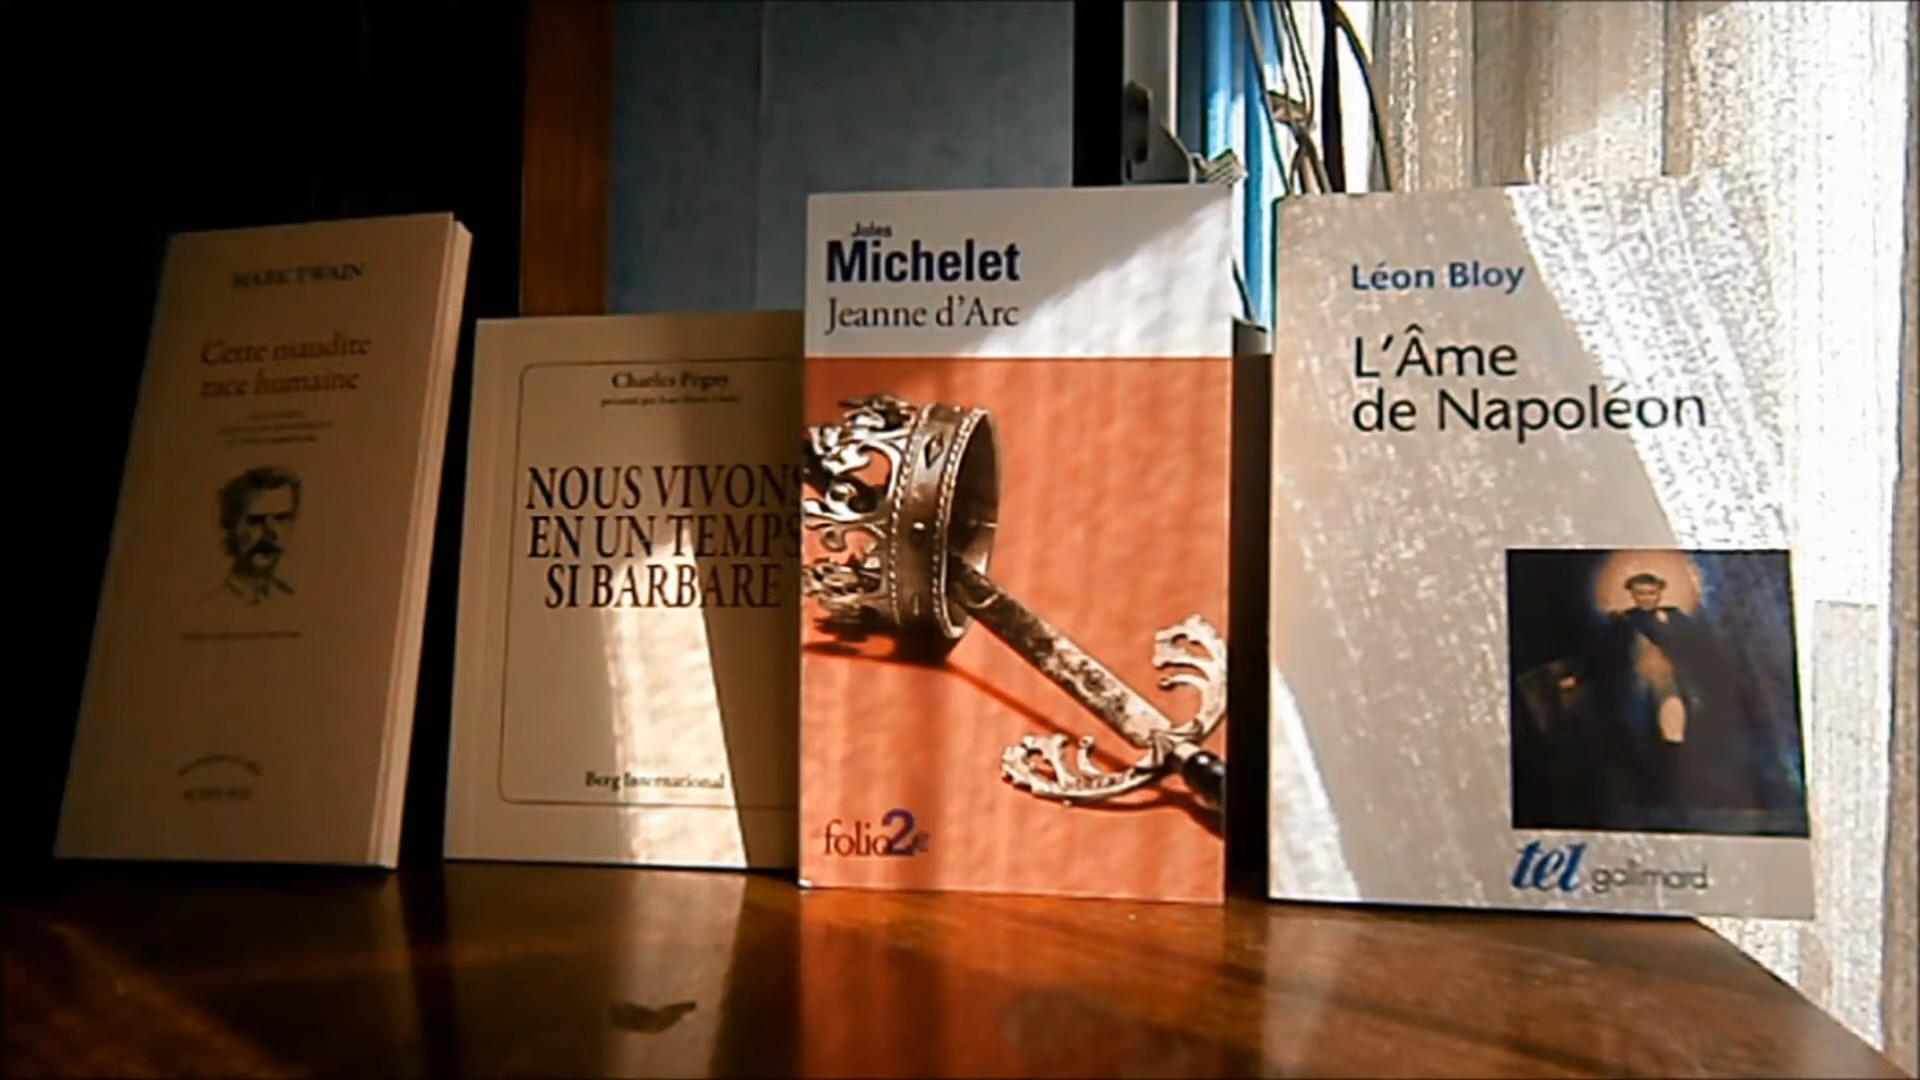 MARK TWAIN
Cette maudite
race humaine
Charles Péguy
NOUS VIVONS
EN UN TEMPS
SI BARBARE
Berg International
Jules
Michelet
Jeanne d'Arc
folio2€
Léon Bloy
L'Âme
de Napoléon
tel gallimard